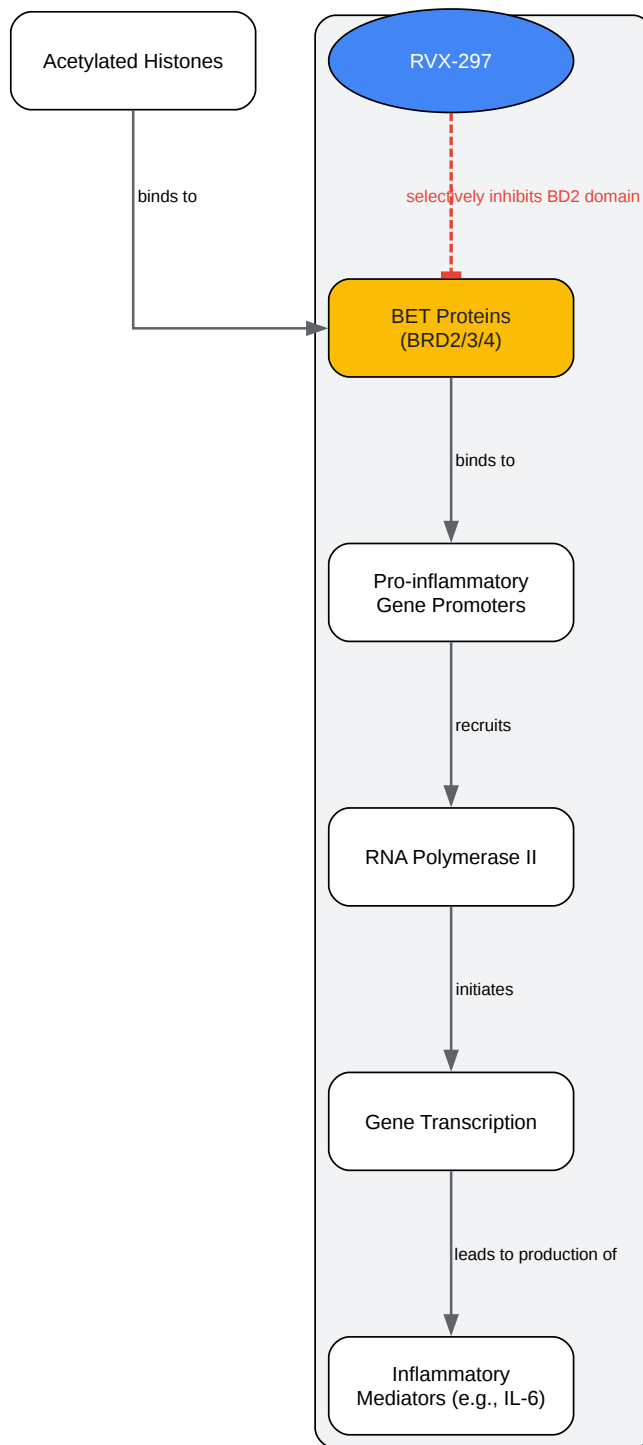 Acetylated Histones
RVX-297
binds to
selectively inhibits BD2 domain
BET Proteins
(BRD2/3/4)
binds to
Pro-inflammatory
Gene Promoters
recruits
RNA Polymerase II
initiates
Gene Transcription
leads to production of
Inflammatory
Mediators (e.g., IL-6)